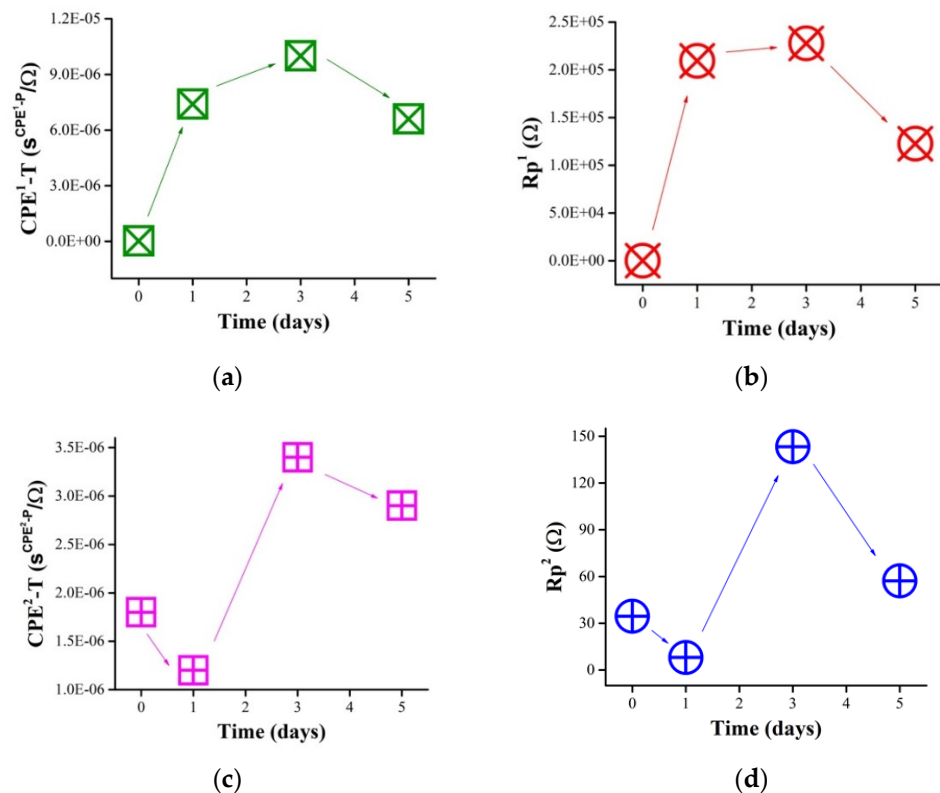 1.2E-05
9.0E-06
6.0E-06
3.0E-06
0.0E+00
CPE¹-T (s^CPE¹-P/Ω)
0 1 2 3 4 5
Time (days)
(a)
2.5E+05
2.0E+05
1.5E+05
1.0E+05
5.0E+04
0.0E+00
Rp¹ (Ω)
0 1 2 3 4 5
Time (days)
(b)
3.5E-06
3.0E-06
2.5E-06
2.0E-06
1.5E-06
1.0E-06
CPE²-T (s^CPE²-P/Ω)
0 1 2 3 4 5
Time (days)
(c)
150
120
90
60
30
0
Rp² (Ω)
0 1 2 3 4 5
Time (days)
(d)